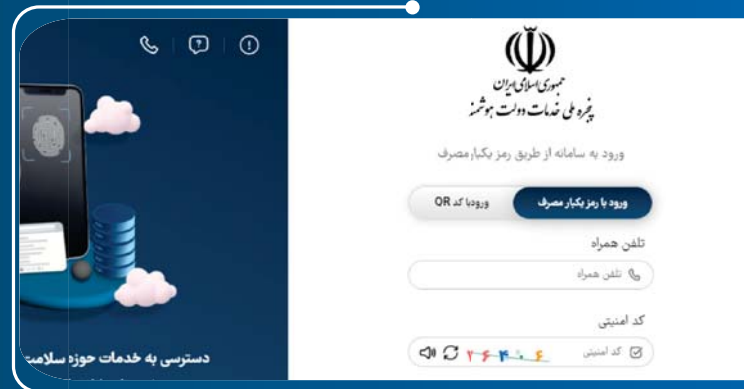 جمهوری اسلامی ایران
پنجره ملی خدمات دولت هوشمند
ورود به سامانه از طریق رمز یکبار مصرف
ورود با رمز یکبار مصرف
ورود با کد QR
تلفن همراه
تلفن همراه
کد امنیتی
کد امنیتی
۲۶۴۰۶
دسترسی به خدمات حوزه سلامت